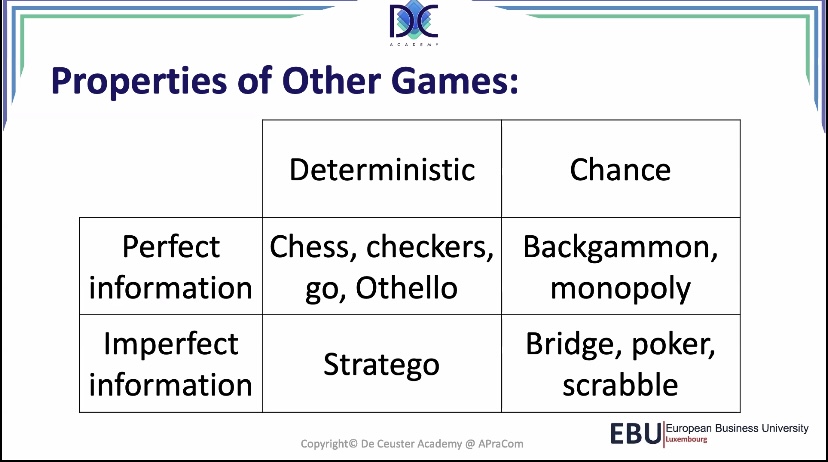 DC
ACADEMY
Properties of Other Games:
Deterministic
Chance
Perfect
information
Chess, checkers,
go, Othello
Backgammon,
monopoly
Imperfect
information
Stratego
Bridge, poker,
scrabble
Copyright© De Ceuster Academy @ APraCom
EBU
European Business University
Luxembourg